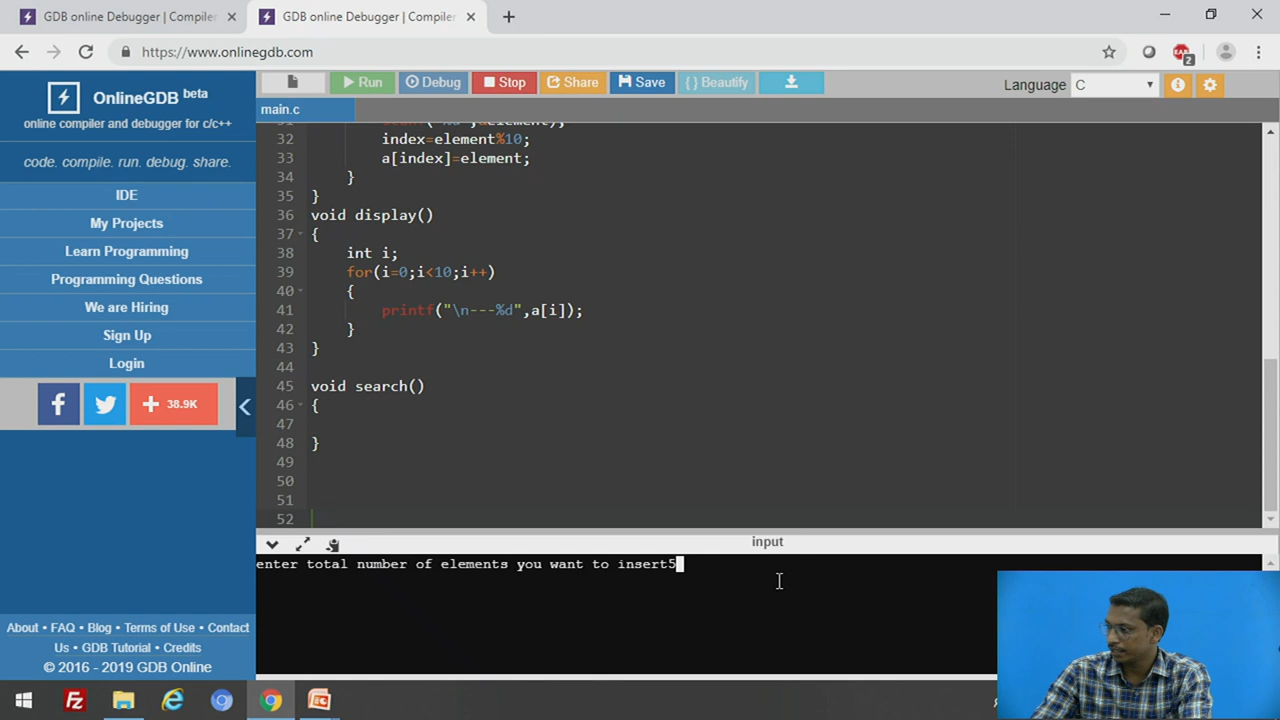 GDB online Debugger | Compiler
GDB online Debugger | Compiler
https://www.onlinegdb.com
2
OnlineGDB beta
online compiler and debugger for c/c++
code. compile. run. debug. share.
IDE
My Projects
Learn Programming
Programming Questions
We are Hiring
Sign Up
Login
38.9K
About • FAQ • Blog • Terms of Use • Contact
Us • GDB Tutorial • Credits
© 2016 - 2019 GDB Online
Run Debug Stop Share Save { } Beautify
Language C
main.c
32 index=element%10;
33 a[index]=element;
34 }
35 }
36 void display()
37 {
38 int i;
39 for(i=0;i<10;i++)
40 {
41 printf("\n---%d",a[i]);
42 }
43 }
44
45 void search()
46 {
47
48 }
49
50
51
52
input
enter total number of elements you want to insert5